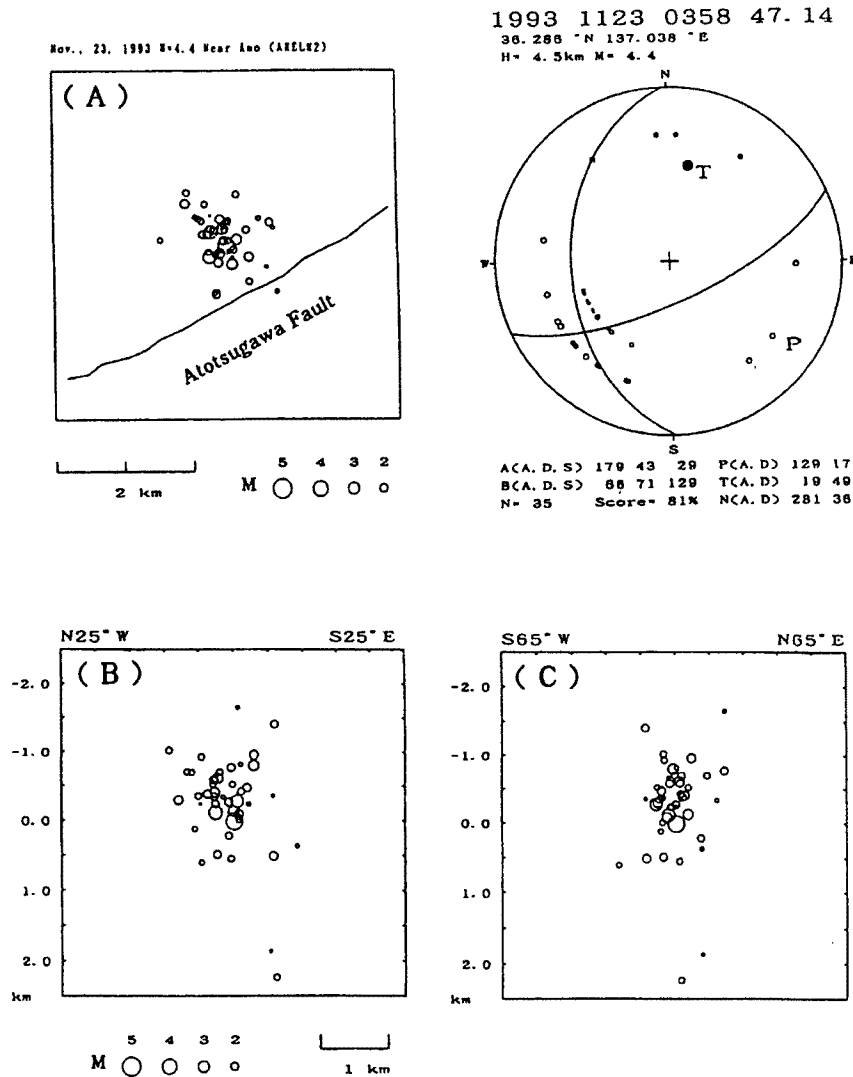 1993 1123 0358 47.14
36.286 °N 137.038 °E
H= 4.5km M= 4.4
Nov., 23, 1993 M=4.4 Near Amo
(A)
Atotsugawa Fault
2 km
5 4 3 2
M
N
T
W
E
P
S
A(A.D.S) 179 43 29 P(A.D) 129 17
B(A.D.S) 66 71 129 T(A.D) 19 49
N= 35 Score= 81% N(A.D) 281 36
N25°W S25°E
(B)
-2.0
-1.0
0.0
1.0
2.0
km
S65°W N65°E
(C)
-2.0
-1.0
0.0
1.0
2.0
km
5 4 3 2
M
1 km